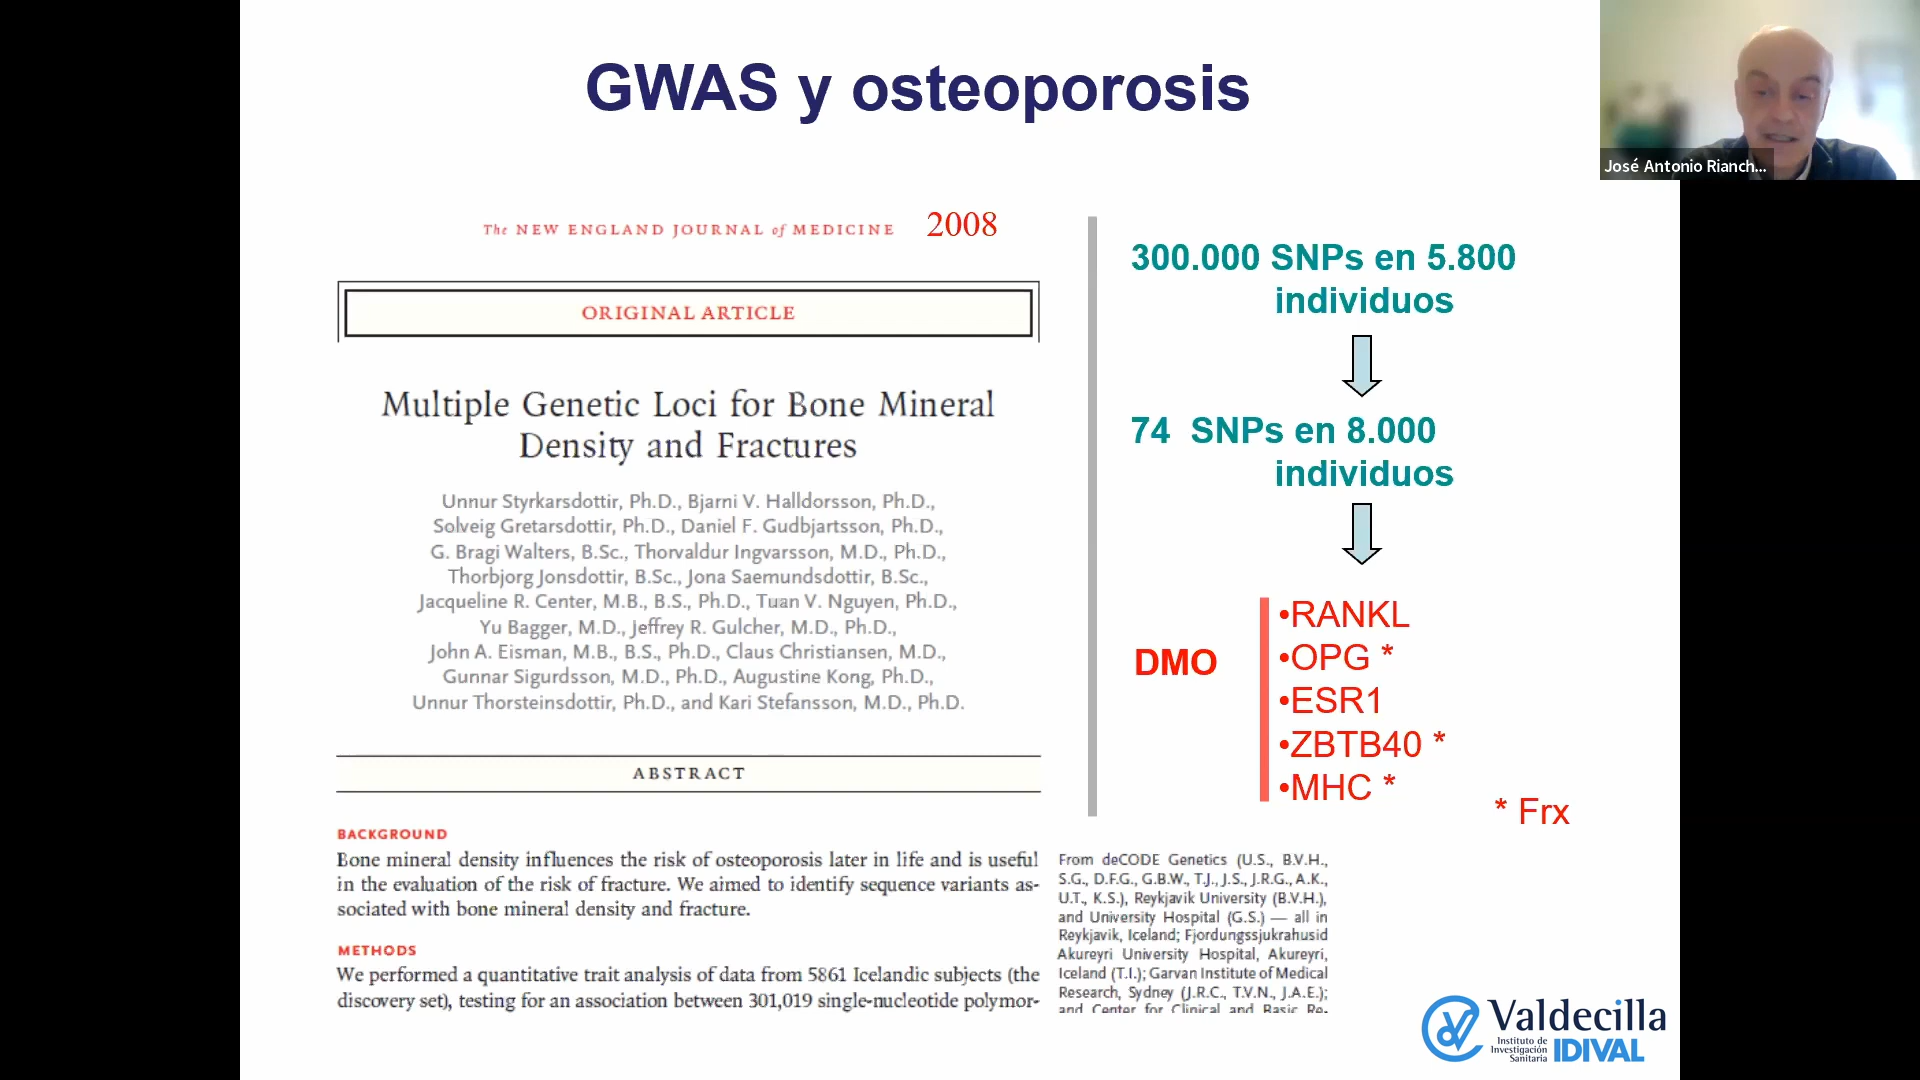 GWAS y osteoporosis
José Antonio Rianch...
The NEW ENGLAND JOURNAL of MEDICINE 2008
ORIGINAL ARTICLE
Multiple Genetic Loci for Bone Mineral
Density and Fractures
Unnur Styrkarsdottir, Ph.D., Bjarni V. Halldorsson, Ph.D.,
Solveig Gretarsdottir, Ph.D., Daniel F. Gudbjartsson, Ph.D.,
G. Bragi Walters, B.Sc., Thorvaldur Ingvarsson, M.D., Ph.D.,
Thorbjorg Jonsdottir, B.Sc., Jona Saemundsdottir, B.Sc.,
Jacqueline R. Center, M.B., B.S., Ph.D., Tuan V. Nguyen, Ph.D.,
Yu Bagger, M.D., Jeffrey R. Gulcher, M.D., Ph.D.,
John A. Eisman, M.B., B.S., Ph.D., Claus Christiansen, M.D.,
Gunnar Sigurdsson, M.D., Ph.D., Augustine Kong, Ph.D.,
Unnur Thorsteinsdottir, Ph.D., and Kari Stefansson, M.D., Ph.D.
ABSTRACT
BACKGROUND
Bone mineral density influences the risk of osteoporosis later in life and is useful
in the evaluation of the risk of fracture. We aimed to identify sequence variants as-
sociated with bone mineral density and fracture.
METHODS
We performed a quantitative trait analysis of data from 5861 Icelandic subjects (the
discovery set), testing for an association between 301,019 single-nucleotide polymor-
300.000 SNPs en 5.800
individuos
74 SNPs en 8.000
individuos
DMO
•RANKL
•OPG *
•ESR1
•ZBTB40 *
•MHC *
* Frx
From deCODE Genetics (U.S., B.V.H.,
S.G., D.F.G., G.B.W., T.J., J.S., J.R.G., A.K.,
U.T., K.S.), Reykjavik University (B.V.H.),
and University Hospital (G.S.) — all in
Reykjavik, Iceland; Fjordungssjukrahusid
Akureyri University Hospital, Akureyri,
Iceland (T.I.); Garvan Institute of Medical
Research, Sydney (J.R.C., T.V.N., J.A.E.);
and Center for Clinical and Basic Re-
Valdecilla
Instituto de
Investigación
Sanitaria
IDIVAL